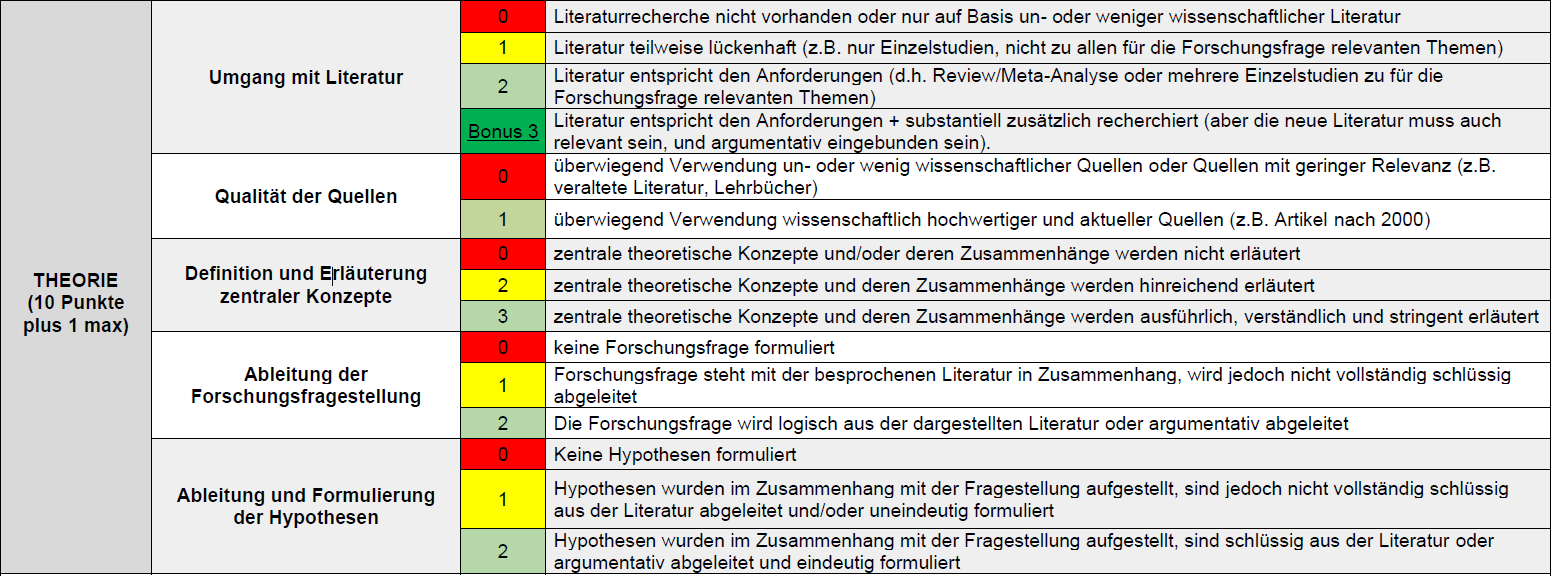 THEORIE
(10 Punkte
plus 1 max)
Umgang mit Literatur
0
Literaturrecherche nicht vorhanden oder nur auf Basis un- oder weniger wissenschaftlicher Literatur
1
Literatur teilweise lückenhaft (z.B. nur Einzelstudien, nicht zu allen für die Forschungsfrage relevanten Themen)
2
Literatur entspricht den Anforderungen (d.h. Review/Meta-Analyse oder mehrere Einzelstudien zu für die
Forschungsfrage relevanten Themen)
Bonus 3
Literatur entspricht den Anforderungen + substantiell zusätzlich recherchiert (aber die neue Literatur muss auch
relevant sein, und argumentativ eingebunden sein).
Qualität der Quellen
0
überwiegend Verwendung un- oder wenig wissenschaftlicher Quellen oder Quellen mit geringer Relevanz (z.B.
veraltete Literatur, Lehrbücher)
1
überwiegend Verwendung wissenschaftlich hochwertiger und aktueller Quellen (z.B. Artikel nach 2000)
Definition und Erläuterung
zentraler Konzepte
0
zentrale theoretische Konzepte und/oder deren Zusammenhänge werden nicht erläutert
2
zentrale theoretische Konzepte und deren Zusammenhänge werden hinreichend erläutert
3
zentrale theoretische Konzepte und deren Zusammenhänge werden ausführlich, verständlich und stringent erläutert
Ableitung der
Forschungsfragestellung
0
keine Forschungsfrage formuliert
1
Forschungsfrage steht mit der besprochenen Literatur in Zusammenhang, wird jedoch nicht vollständig schlüssig
abgeleitet
2
Die Forschungsfrage wird logisch aus der dargestellten Literatur oder argumentativ abgeleitet
Ableitung und Formulierung
der Hypothesen
0
Keine Hypothesen formuliert
1
Hypothesen wurden im Zusammenhang mit der Fragestellung aufgestellt, sind jedoch nicht vollständig schlüssig
aus der Literatur abgeleitet und/oder uneindeutig formuliert
2
Hypothesen wurden im Zusammenhang mit der Fragestellung aufgestellt, sind schlüssig aus der Literatur oder
argumentativ abgeleitet und eindeutig formuliert